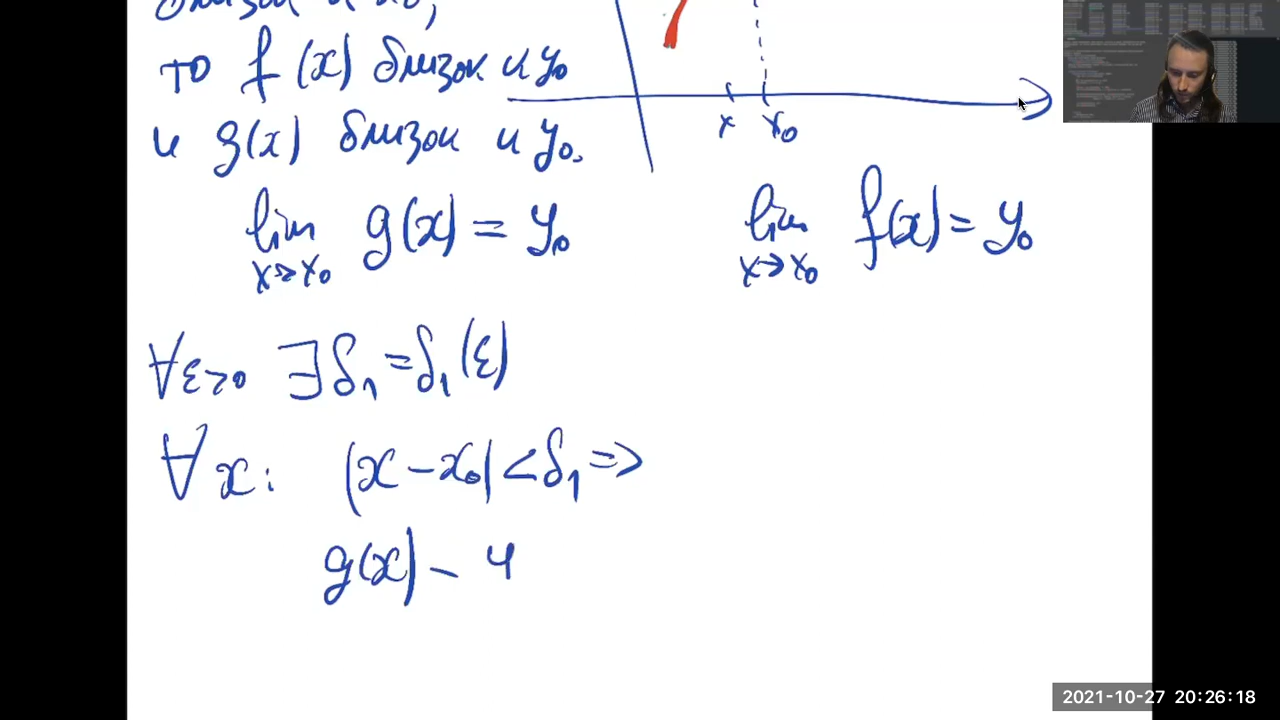 то f(x) близок к y₀
и g(x) близок к y₀.
x x₀
lim g(x) = y₀
x→x₀
lim f(x) = y₀
x→x₀
∀ε>0 ∃δ₁=δ₁(ε)
∀x: |x-x₀|<δ₁ =>
g(x) - y
2021-10-27 20:26:18